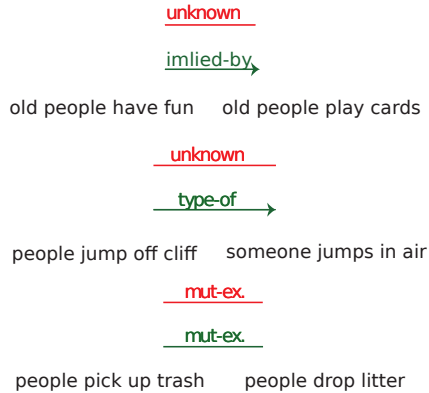 unknown
imlied-by
old people have fun old people play cards
unknown
type-of
people jump off cliff someone jumps in air
mut-ex.
mut-ex.
people pick up trash people drop litter